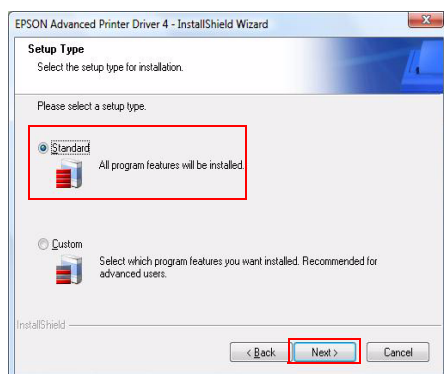 EPSON Advanced Printer Driver 4 - InstallShield Wizard
Setup Type
Select the setup type for installation.
Please select a setup type.
Standard
All program features will be installed.
Custom
Select which program features you want installed. Recommended for
advanced users.
InstallShield
< Back
Next >
Cancel